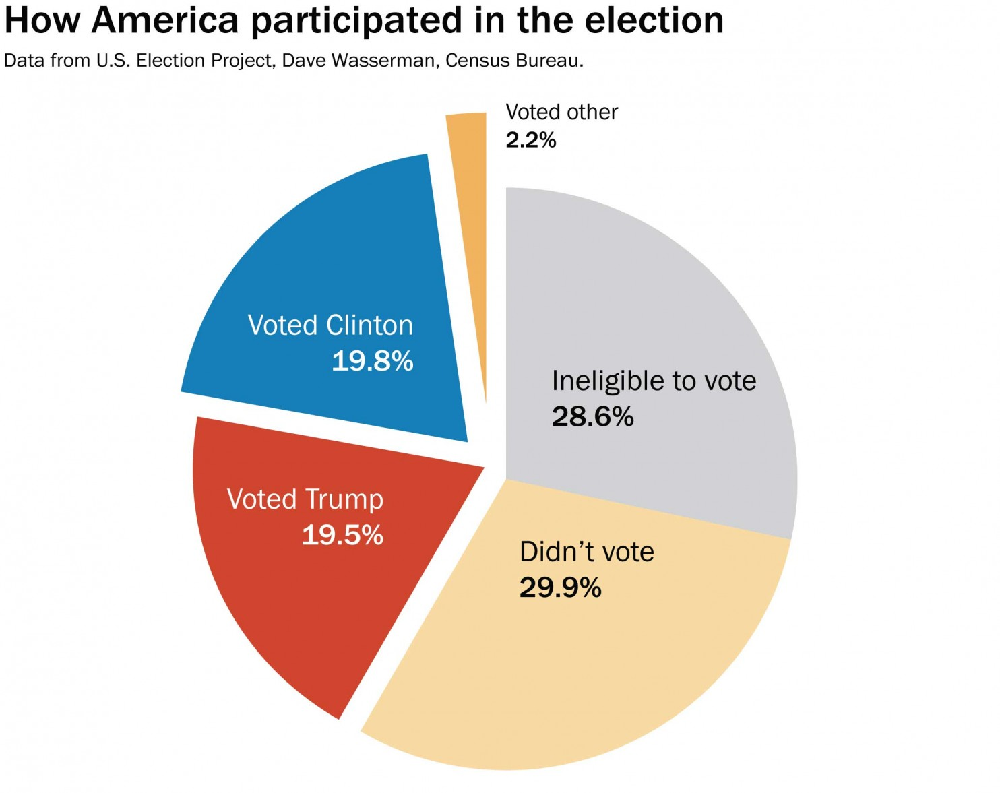 How America participated in the election
Data from U.S. Election Project, Dave Wasserman, Census Bureau.
Voted other
2.2%
Voted Clinton
19.8%
Ineligible to vote
28.6%
Voted Trump
19.5%
Didn’t vote
29.9%